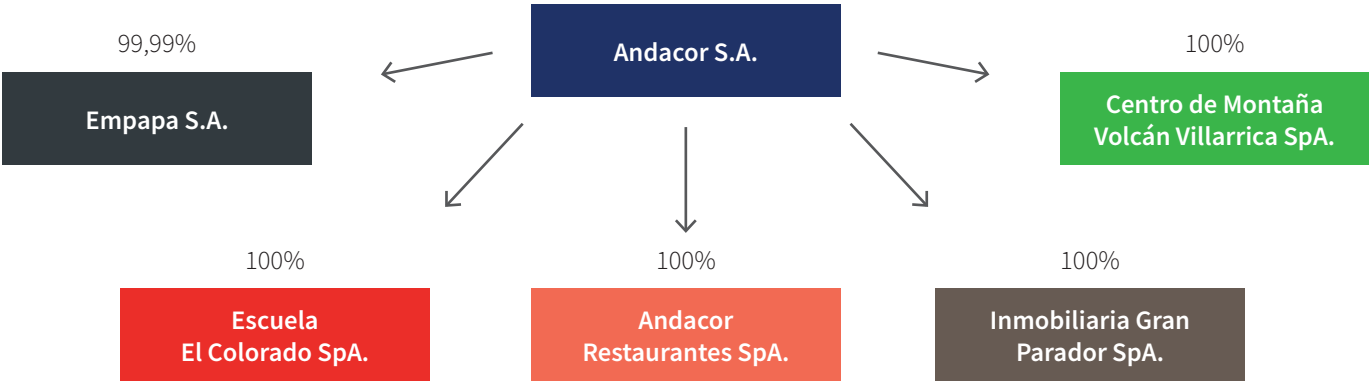 Andacor S.A.
99,99%
Empapa S.A.
100%
Centro de Montaña
Volcán Villarrica SpA.
100%
Escuela
El Colorado SpA.
100%
Andacor
Restaurantes SpA.
100%
Inmobiliaria Gran
Parador SpA.